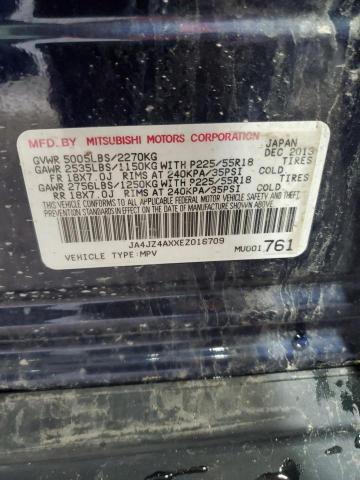 MFD.BY MITSUBISHI MOTORS CORPORATION JAPAN
GVWR 5005LBS/2270KG DEC 2013
GAWR 2535LBS/1150KG WITH P225/55R18 TIRES
FR 18X7.0J RIMS AT 240KPA/35PSI COLD
GAWR 2756LBS/1250KG WITH P225/55R18 TIRES
RR 18X7.0J RIMS AT 240KPA/35PSI COLD
THIS VEHICLE CONFORMS TO ALL APPLICABLE FEDERAL MOTOR VEHICLE
SAFETY, BUMPER, AND THEFT PREVENTION STANDARDS IN EFFECT
ON THE DATE OF MANUFACTURE SHOWN ABOVE.
JA4JZ4AXXEZ016709
VEHICLE TYPE:MPV MU001761